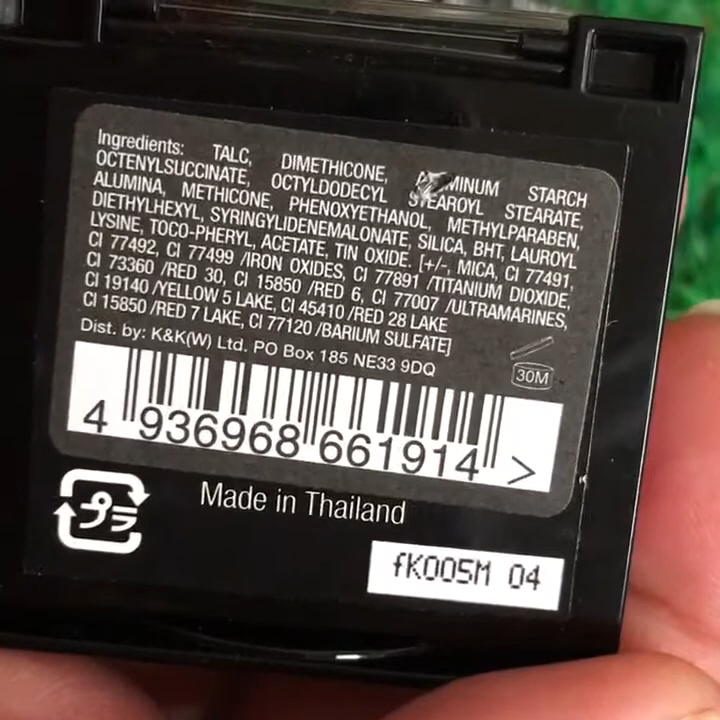 Ingredients: TALC, DIMETHICONE, ALUMINUM STARCH
OCTENYLSUCCINATE, OCTYLDODECYL STEAROYL STEARATE,
ALUMINA, METHICONE, PHENOXYETHANOL, METHYLPARABEN,
DIETHYLHEXYL, SYRINGYLIDENEMALONATE, SILICA, BHT, LAUROYL
LYSINE, TOCO-PHERYL, ACETATE, TIN OXIDE. [+/-, MICA, CI 77491,
CI 77492, CI 77499 /IRON OXIDES, CI 77891 /TITANIUM DIOXIDE,
CI 73360 /RED 30, CI 15850 /RED 6, CI 77007 /ULTRAMARINES,
CI 19140 /YELLOW 5 LAKE, CI 45410 /RED 28 LAKE
CI 15850 /RED 7 LAKE, CI 77120 /BARIUM SULFATE]
Dist. by: K&K(W) Ltd. PO Box 185 NE33 9DQ
30M
4 936968 661914 >
プラ
Made in Thailand
fK005M 04